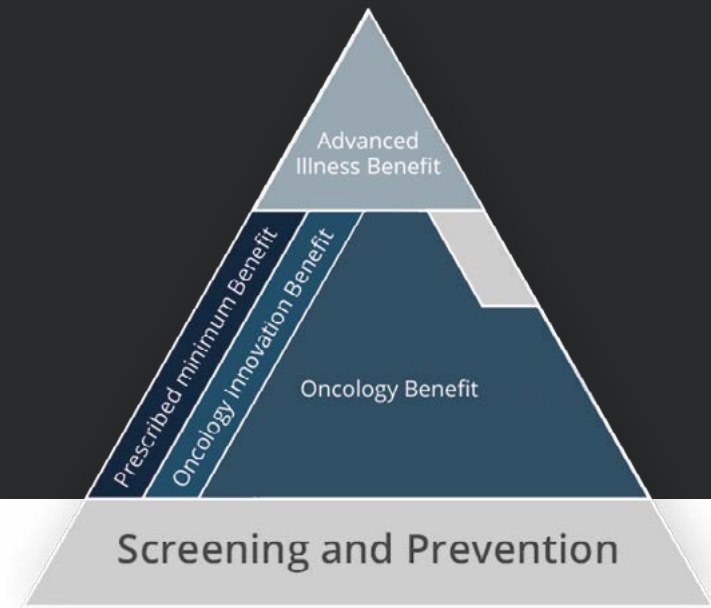 Advanced
Illness Benefit
Prescribed minimum Benefit
Oncology Innovation Benefit
Oncology Benefit
Screening and Prevention